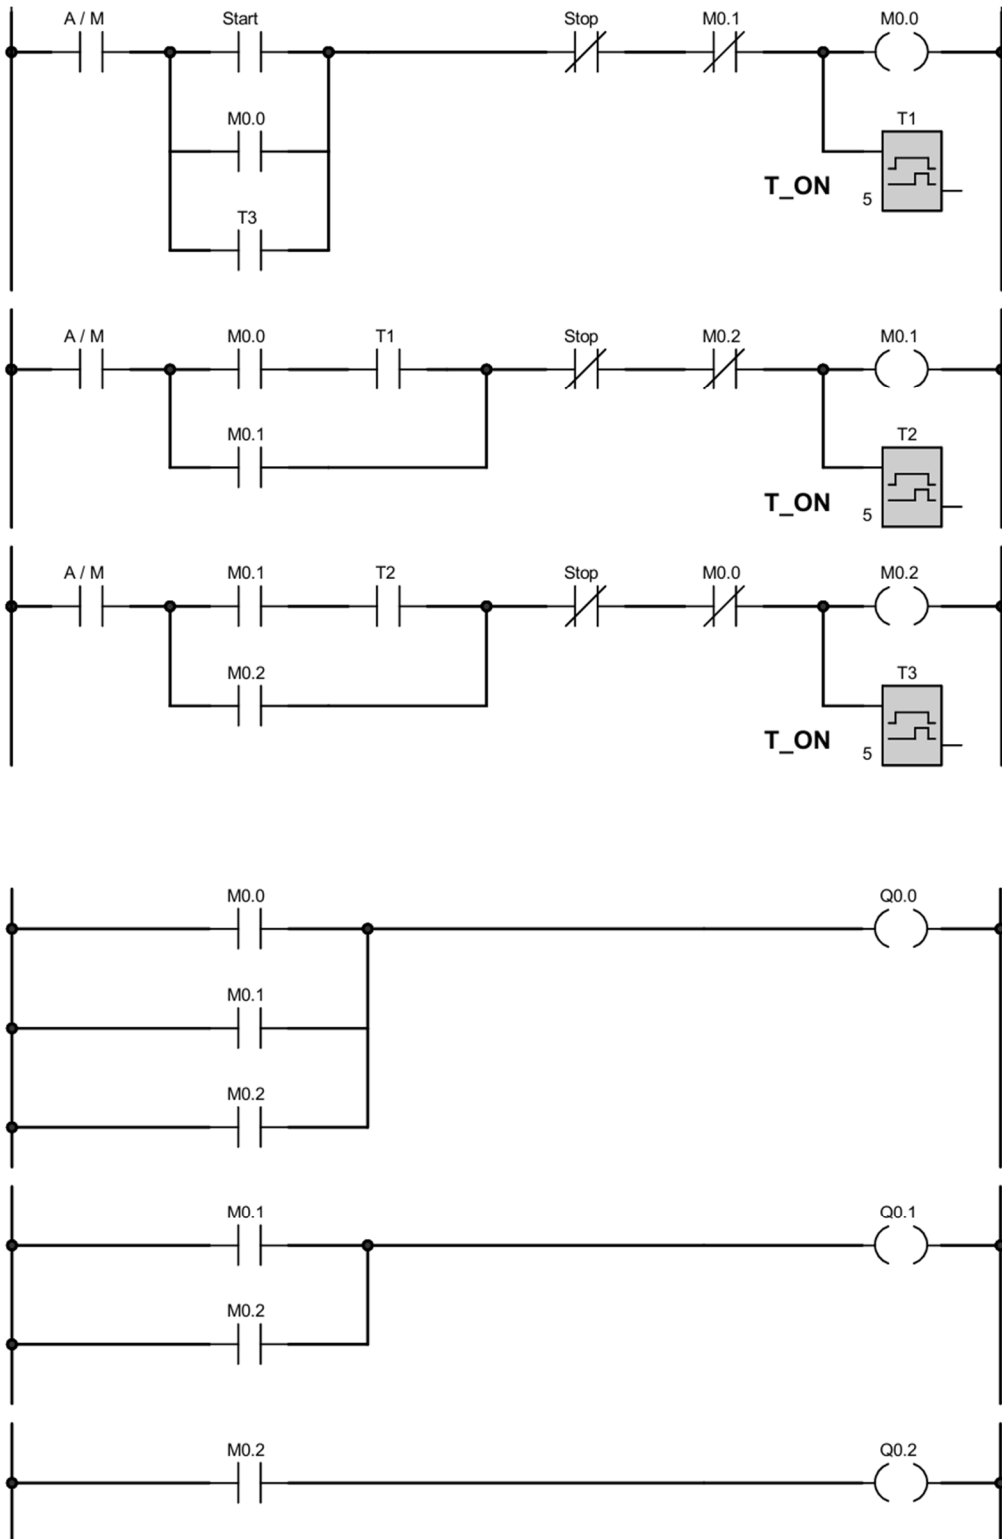 A / M Start Stop M0.1 M0.0
M0.0 T1
T_ON 5
T3
A / M M0.0 T1 Stop M0.2 M0.1
M0.1 T2
T_ON 5
A / M M0.1 T2 Stop M0.0 M0.2
M0.2 T3
T_ON 5
M0.0 Q0.0
M0.1
M0.2
M0.1 Q0.1
M0.2
M0.2 Q0.2